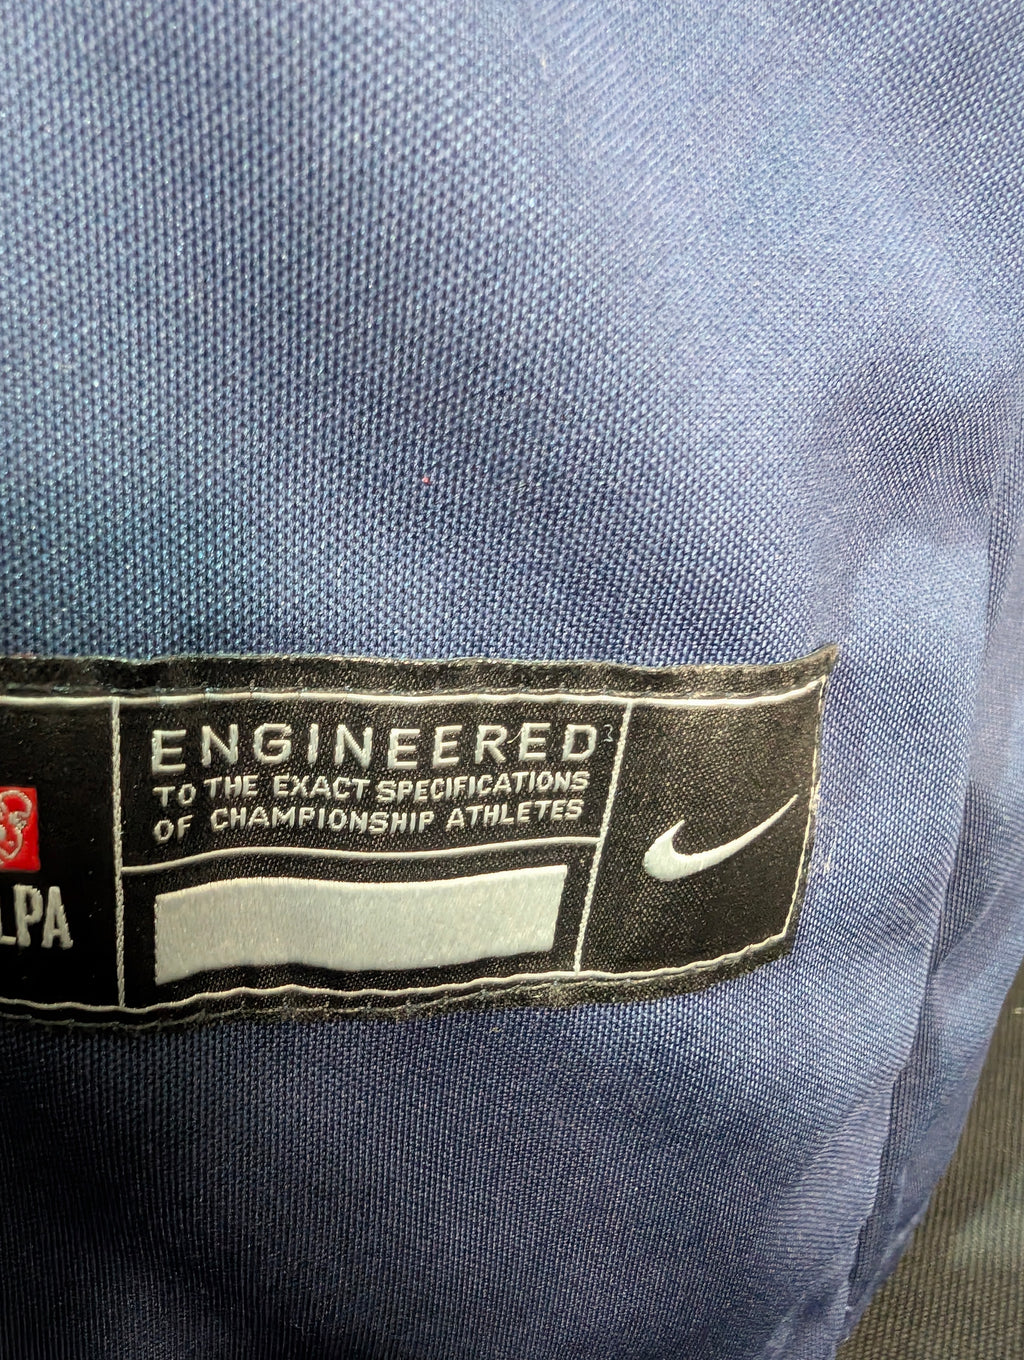 ENGINEERED
TO THE EXACT SPECIFICATIONS
OF CHAMPIONSHIP ATHLETES
LPA